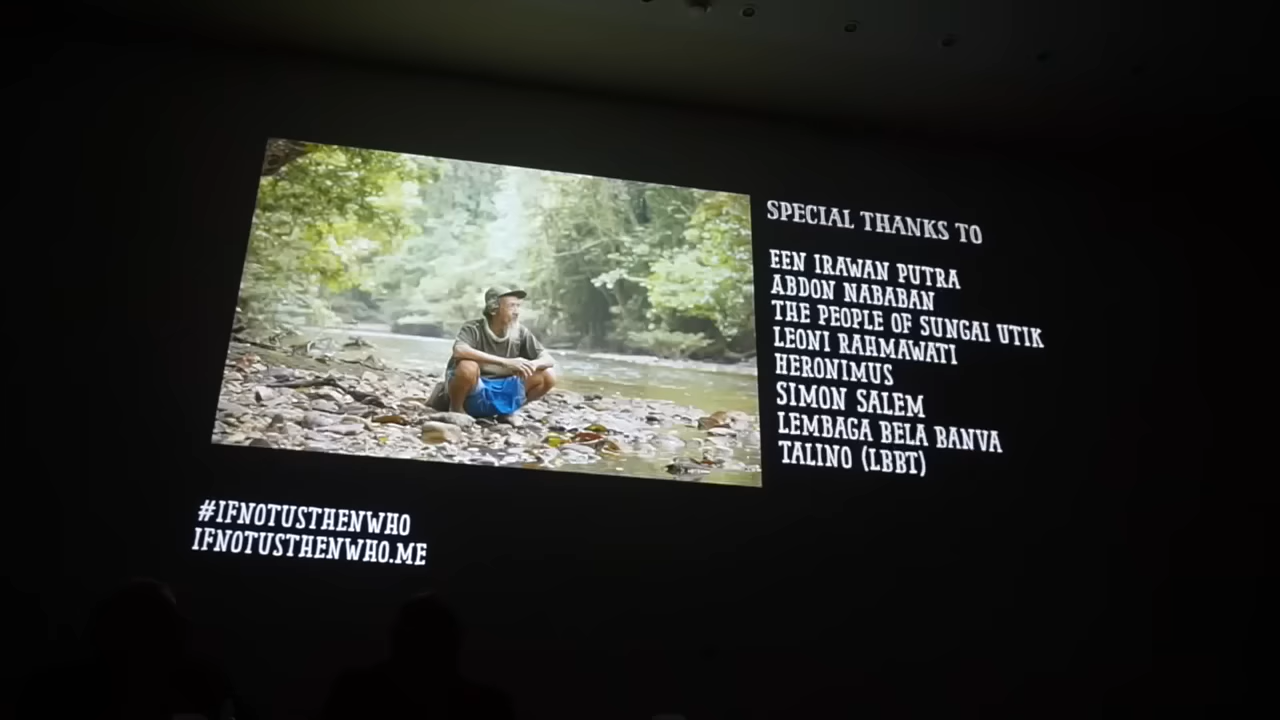 SPECIAL THANKS TO
EEN IRAWAN PUTRA
ABDON NABABAN
THE PEOPLE OF SUNGAI UTIK
LEONI RAHMAWATI
HERONIMUS
SIMON SALEM
LEMBAGA BELA BANVA
TALINO (LBBT)
#IFNOTUSTHENWHO
IFNOTUSTHENWHO.ME